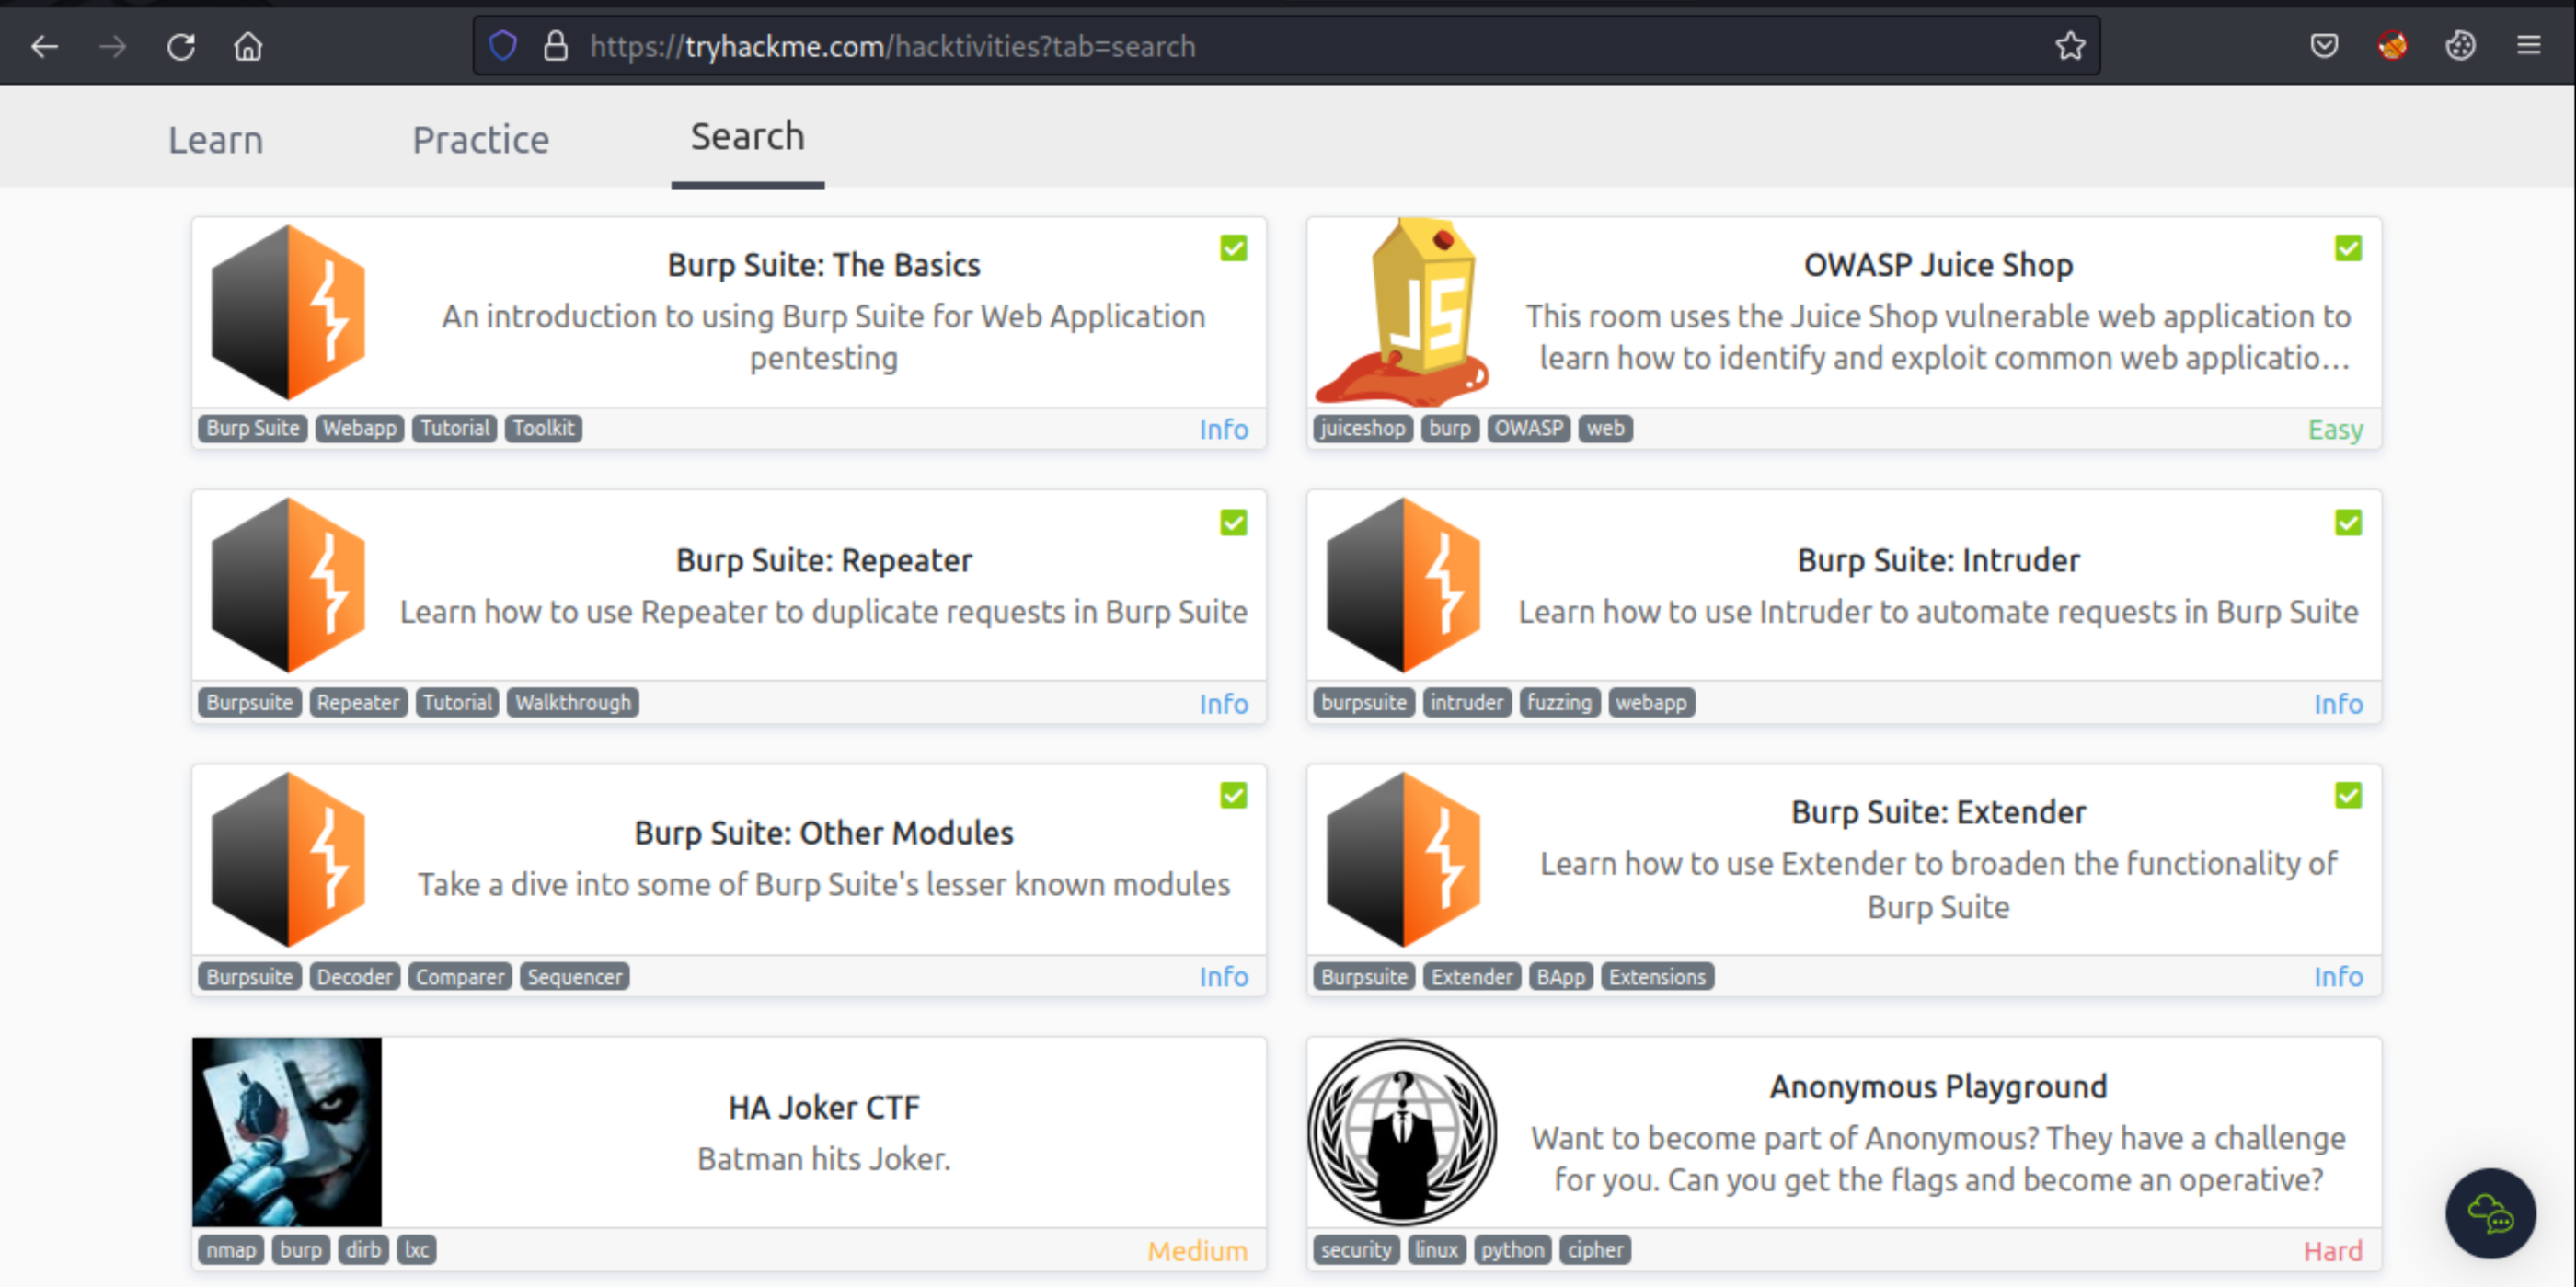 https://tryhackme.com/hacktivities?tab=search
Learn Practice Search
Burp Suite: The Basics
An introduction to using Burp Suite for Web Application
pentesting
Burp Suite Webapp Tutorial Toolkit Info
JS
OWASP Juice Shop
This room uses the Juice Shop vulnerable web application to
learn how to identify and exploit common web applicatio...
juiceshop burp OWASP web Easy
Burp Suite: Repeater
Learn how to use Repeater to duplicate requests in Burp Suite
Burpsuite Repeater Tutorial Walkthrough Info
Burp Suite: Intruder
Learn how to use Intruder to automate requests in Burp Suite
burpsuite intruder fuzzing webapp Info
Burp Suite: Other Modules
Take a dive into some of Burp Suite's lesser known modules
Burpsuite Decoder Comparer Sequencer Info
Burp Suite: Extender
Learn how to use Extender to broaden the functionality of
Burp Suite
Burpsuite Extender BApp Extensions Info
HA Joker CTF
Batman hits Joker.
nmap burp dirb lxc Medium
?
Anonymous Playground
Want to become part of Anonymous? They have a challenge
for you. Can you get the flags and become an operative?
security linux python cipher Hard